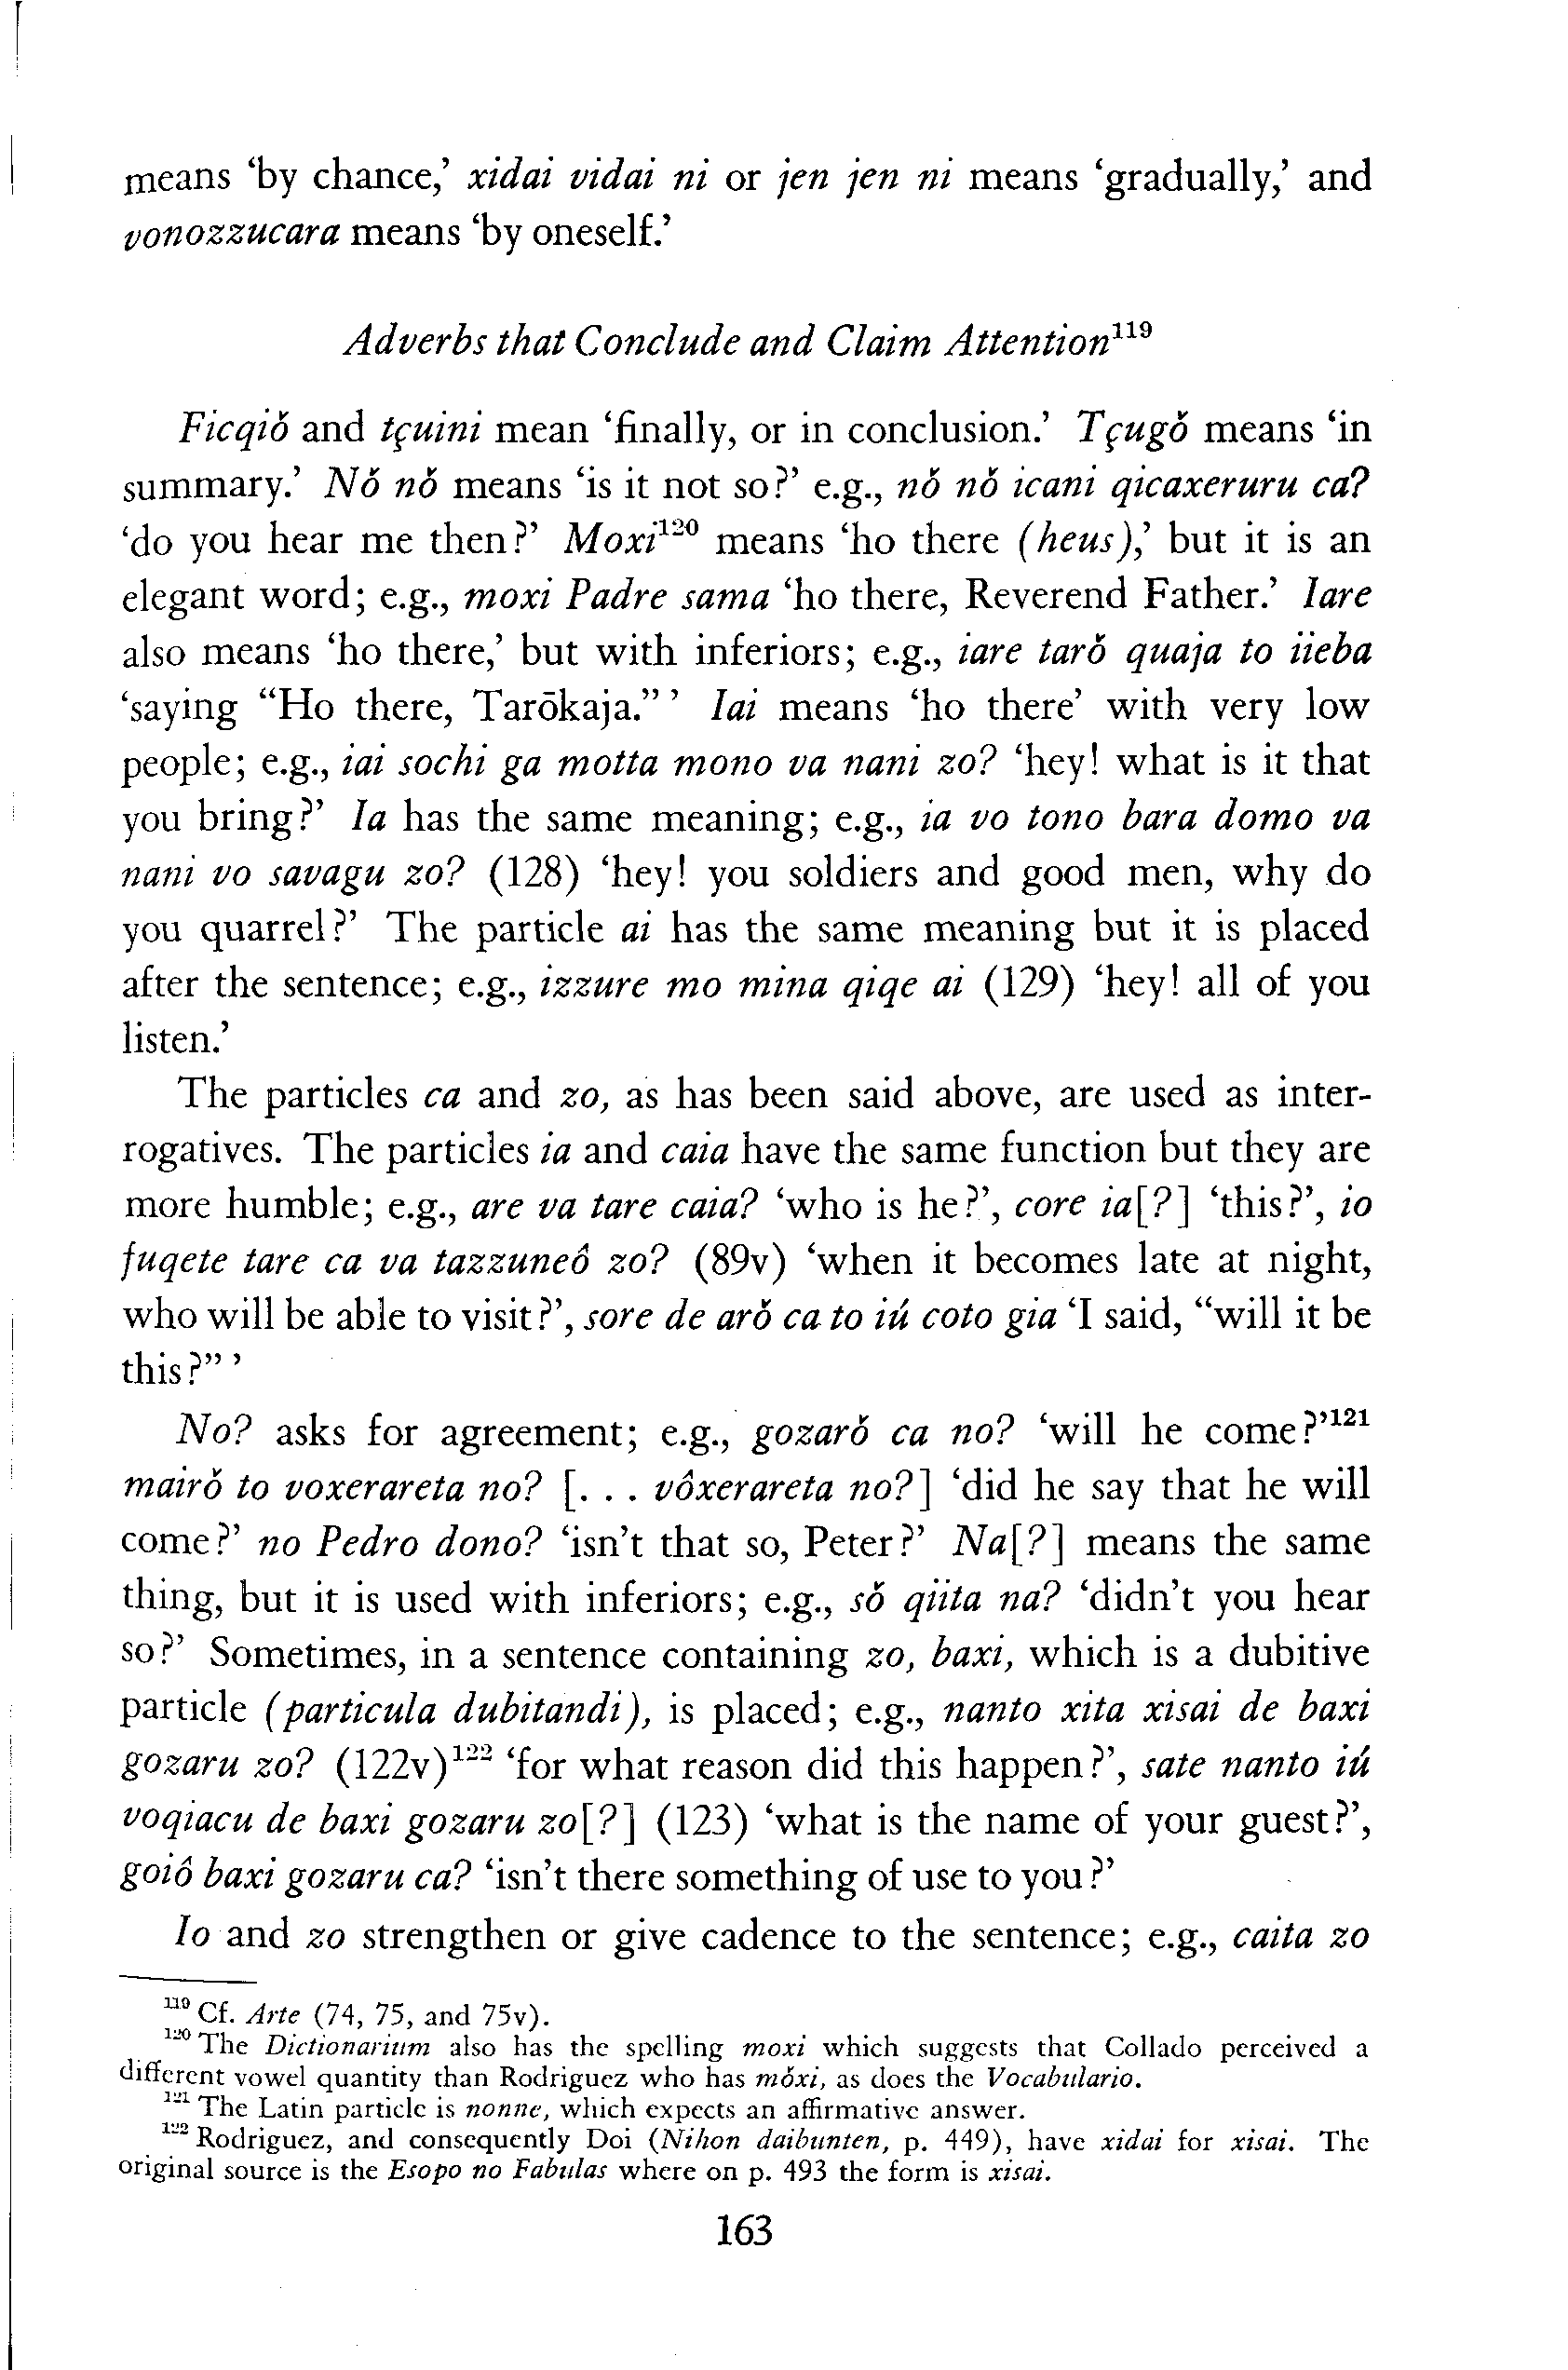 means ‘by chance,’ xidai vidai ni or jen jen ni means ‘gradually,’ and
vonozzucara means ‘by oneself.’
Adverbs that Conclude and Claim Attention¹¹⁹
Ficqiŏ and tçuini mean ‘finally, or in conclusion.’ Tçugŏ means ‘in
summary.’ Nŏ nŏ means ‘is it not so?’ e.g., nŏ nŏ icani qicaxeruru ca?
‘do you hear me then?’ Moxi¹²⁰ means ‘ho there (heus),’ but it is an
elegant word; e.g., moxi Padre sama ‘ho there, Reverend Father.’ Iare
also means ‘ho there,’ but with inferiors; e.g., iare tarŏ quaja to iieba
‘saying “Ho there, Tarōkaja.” ’ Iai means ‘ho there’ with very low
people; e.g., iai sochi ga motta mono va nani zo? ‘hey! what is it that
you bring?’ Ia has the same meaning; e.g., ia vo tono bara domo va
nani vo savagu zo? (128) ‘hey! you soldiers and good men, why do
you quarrel?’ The particle ai has the same meaning but it is placed
after the sentence; e.g., izzure mo mina qiqe ai (129) ‘hey! all of you
listen.’
The particles ca and zo, as has been said above, are used as inter-
rogatives. The particles ia and caia have the same function but they are
more humble; e.g., are va tare caia? ‘who is he?’, core ia[?] ‘this?’, io
fuqete tare ca va tazzuneô zo? (89v) ‘when it becomes late at night,
who will be able to visit?’, sore de arŏ ca to iú coto gia ‘I said, “will it be
this?” ’
No? asks for agreement; e.g., gozarŏ ca no? ‘will he come?’¹²¹
mairŏ to voxerareta no? [. . . vôxerareta no?] ‘did he say that he will
come?’ no Pedro dono? ‘isn’t that so, Peter?’ Na[?] means the same
thing, but it is used with inferiors; e.g., sŏ qiita na? ‘didn’t you hear
so?’ Sometimes, in a sentence containing zo, baxi, which is a dubitive
particle (particula dubitandi), is placed; e.g., nanto xita xisai de baxi
gozaru zo? (122v)¹²² ‘for what reason did this happen?’, sate nanto iú
voqiacu de baxi gozaru zo[?] (123) ‘what is the name of your guest?’,
goiô baxi gozaru ca? ‘isn’t there something of use to you?’
Io and zo strengthen or give cadence to the sentence; e.g., caita zo
¹¹⁹ Cf. Arte (74, 75, and 75v).
¹²⁰ The Dictionarium also has the spelling moxi which suggests that Collado perceived a
different vowel quantity than Rodriguez who has mŏxi, as does the Vocabulario.
¹²¹ The Latin particle is nonne, which expects an affirmative answer.
¹²² Rodriguez, and consequently Doi (Nihon daibunten, p. 449), have xidai for xisai. The
original source is the Esopo no Fabulas where on p. 493 the form is xisai.
163